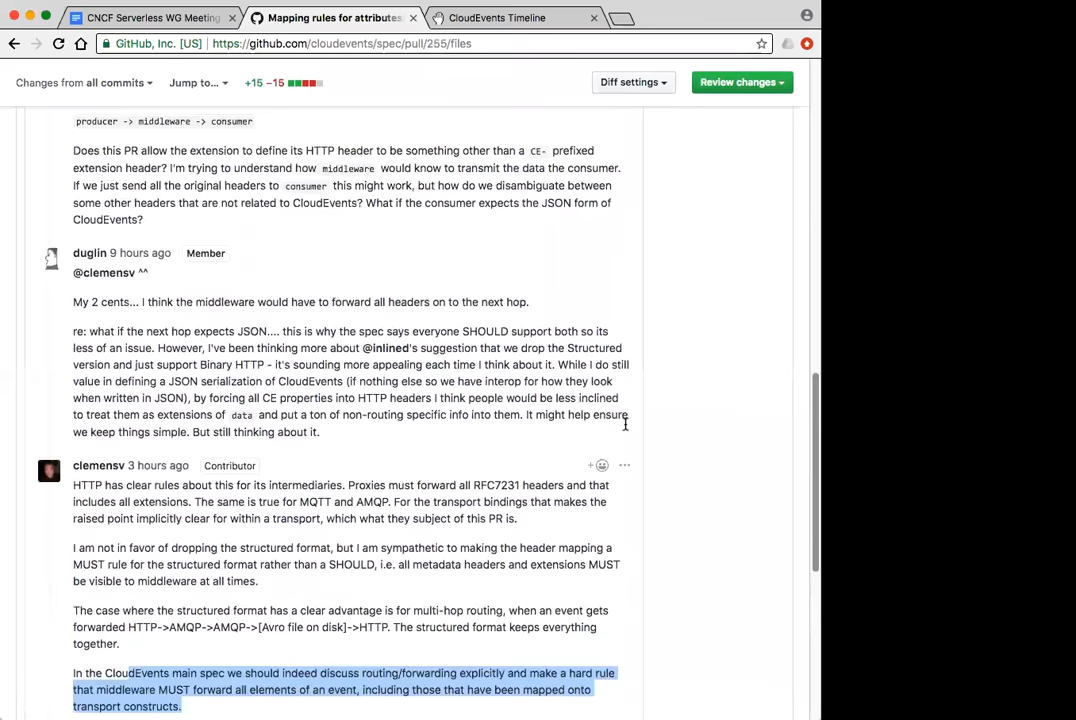 CNCF Serverless WG Meeting
Mapping rules for attributes
CloudEvents Timeline
GitHub, Inc. [US]
https://github.com/cloudevents/spec/pull/255/files
Changes from all commits
Jump to...
+15 −15
Diff settings
Review changes
producer -> middleware -> consumer
Does this PR allow the extension to define its HTTP header to be something other than a CE- prefixed
extension header? I'm trying to understand how middleware would know to transmit the data the consumer.
If we just send all the original headers to consumer this might work, but how do we disambiguate between
some other headers that are not related to CloudEvents? What if the consumer expects the JSON form of
CloudEvents?
duglin 9 hours ago Member
@clemensv ^^
My 2 cents... I think the middleware would have to forward all headers on to the next hop.
re: what if the next hop expects JSON.... this is why the spec says everyone SHOULD support both so its
less of an issue. However, I've been thinking more about @inlined's suggestion that we drop the Structured
version and just support Binary HTTP - it's sounding more appealing each time I think about it. While I do still
value in defining a JSON serialization of CloudEvents (if nothing else so we have interop for how they look
when written in JSON), by forcing all CE properties into HTTP headers I think people would be less inclined
to treat them as extensions of data and put a ton of non-routing specific info into them. It might help ensure
we keep things simple. But still thinking about it.
clemensv 3 hours ago Contributor
HTTP has clear rules about this for its intermediaries. Proxies must forward all RFC7231 headers and that
includes all extensions. The same is true for MQTT and AMQP. For the transport bindings that makes the
raised point implicitly clear for within a transport, which what they subject of this PR is.
I am not in favor of dropping the structured format, but I am sympathetic to making the header mapping a
MUST rule for the structured format rather than a SHOULD, i.e. all metadata headers and extensions MUST
be visible to middleware at all times.
The case where the structured format has a clear advantage is for multi-hop routing, when an event gets
forwarded HTTP->AMQP->AMQP->[Avro file on disk]->HTTP. The structured format keeps everything
together.
In the CloudEvents main spec we should indeed discuss routing/forwarding explicitly and make a hard rule
that middleware MUST forward all elements of an event, including those that have been mapped onto
transport constructs.